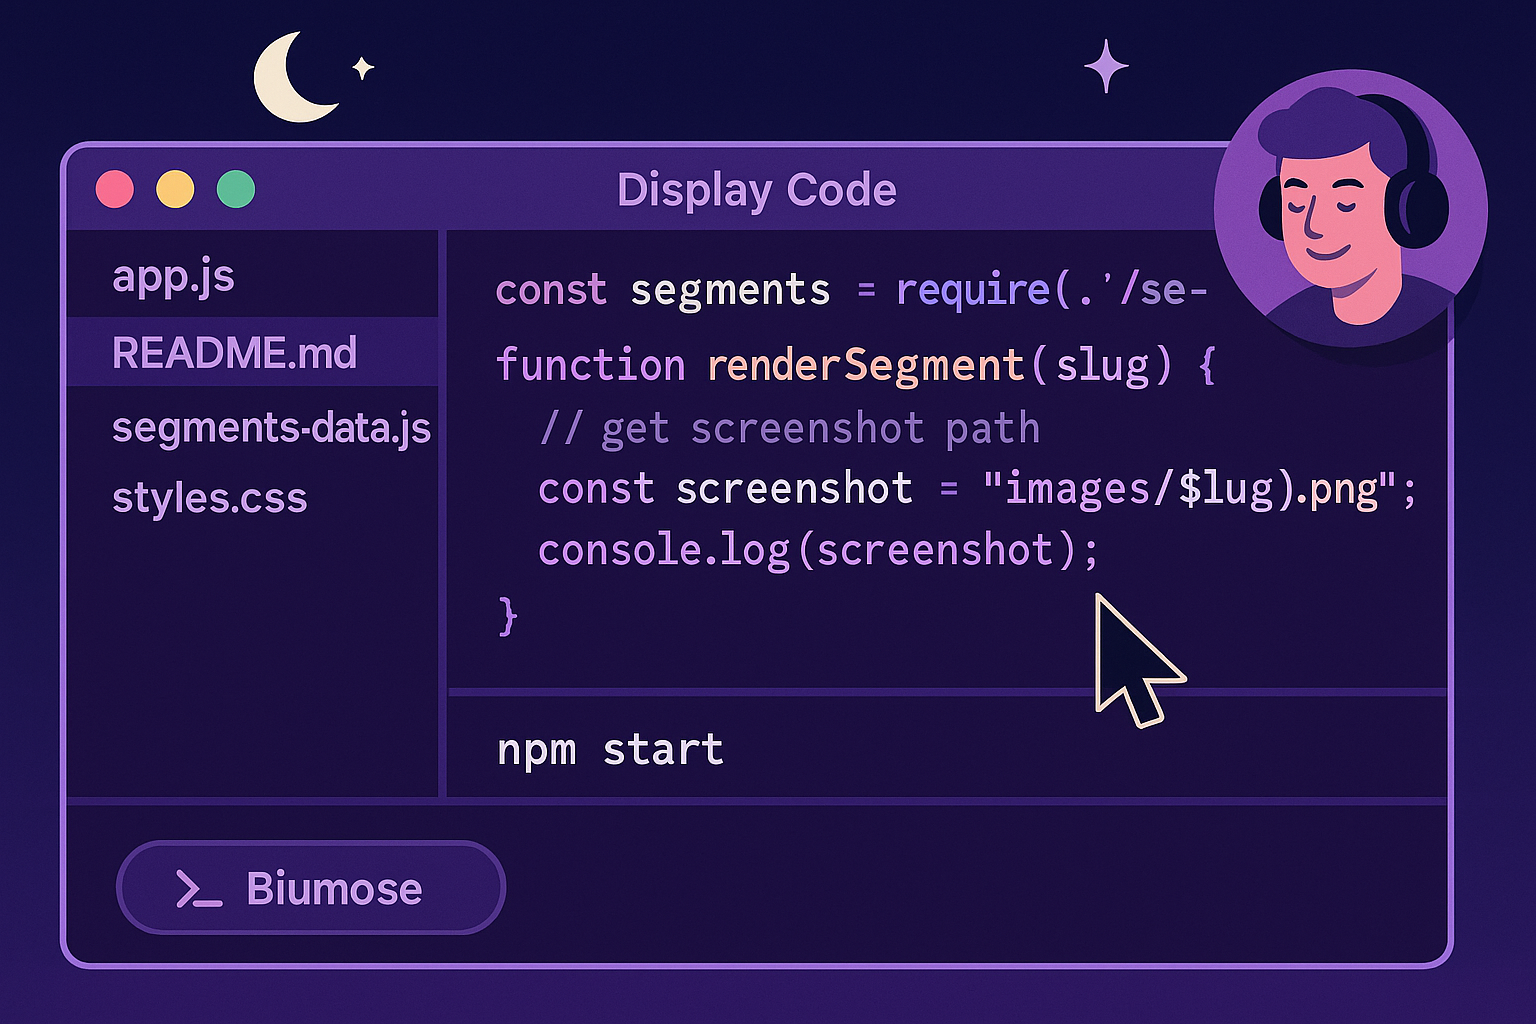 Display Code
app.js
README.md
segments-data.js
styles.css
const segments = require(.'/se-
function renderSegment(slug) {
// get screenshot path
const screenshot = "images/$lug).png";
console.log(screenshot);
}
npm start
>_ Biumose